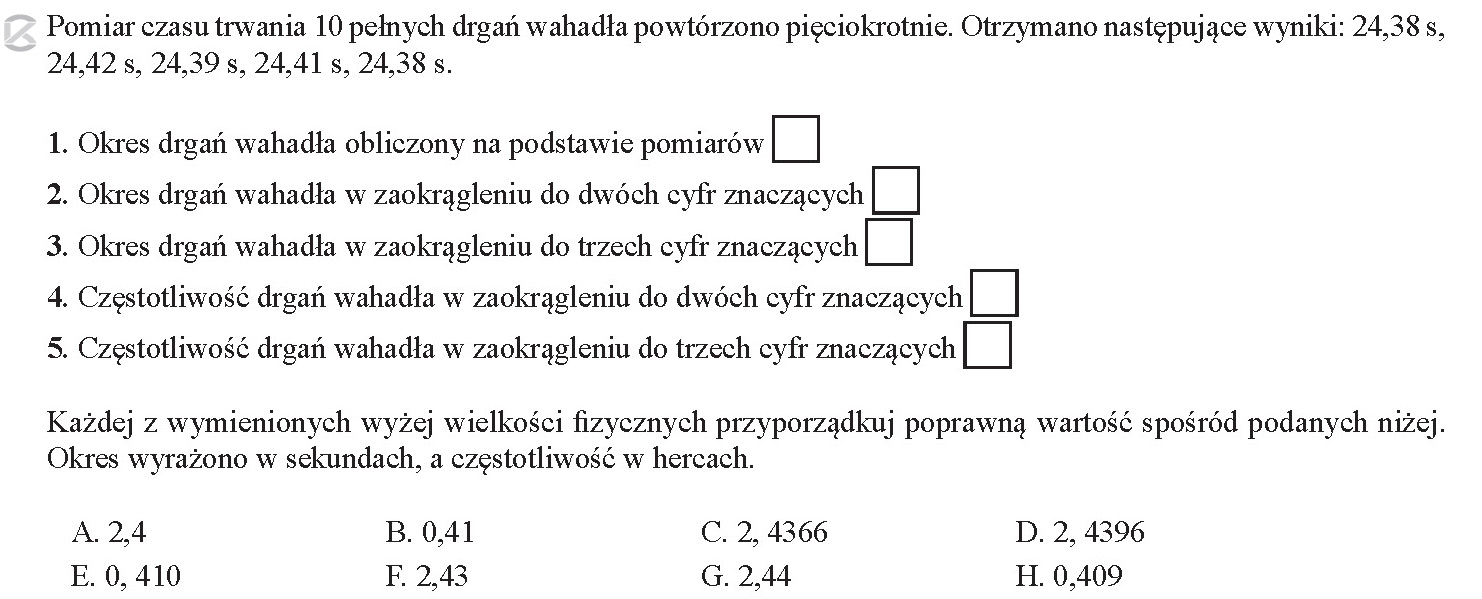 Pomiar czasu trwania 10 pełnych drgań wahadła powtórzono pięciokrotnie. Otrzymano następujące wyniki: 24,38 s,
24,42 s, 24,39 s, 24,41 s, 24,38 s.
1. Okres drgań wahadła obliczony na podstawie pomiarów
2. Okres drgań wahadła w zaokrągleniu do dwóch cyfr znaczących
3. Okres drgań wahadła w zaokrągleniu do trzech cyfr znaczących
4. Częstotliwość drgań wahadła w zaokrągleniu do dwóch cyfr znaczących
5. Częstotliwość drgań wahadła w zaokrągleniu do trzech cyfr znaczących
Każdej z wymienionych wyżej wielkości fizycznych przyporządkuj poprawną wartość spośród podanych niżej.
Okres wyrażono w sekundach, a częstotliwość w hercach.
A. 2,4 B. 0,41 C. 2, 4366 D. 2, 4396
E. 0, 410 F. 2,43 G. 2,44 H. 0,409